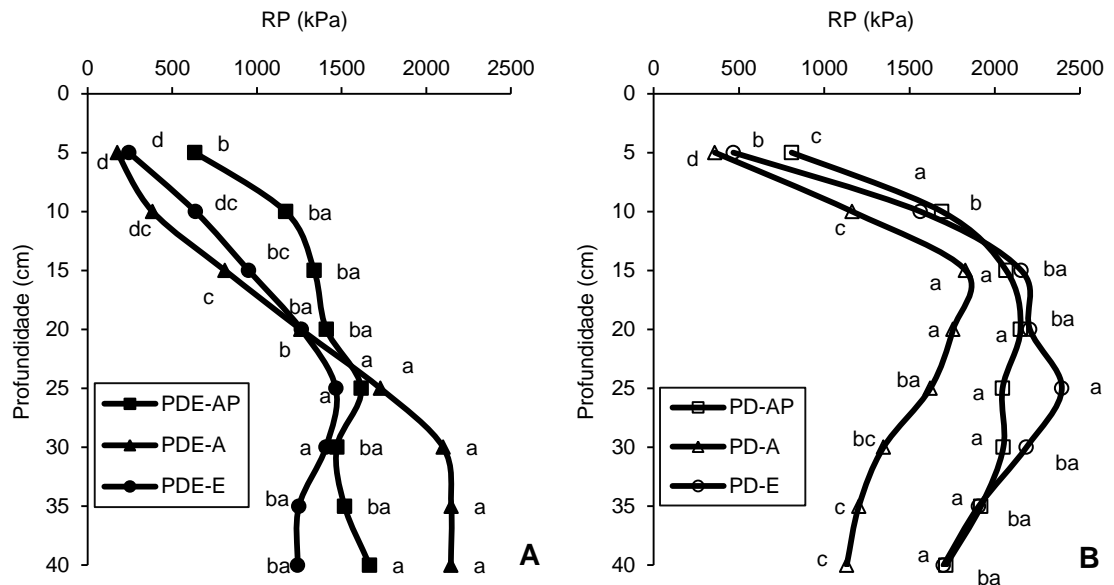 RP (kPa)
0 500 1000 1500 2000 2500
0
5
10
15
20
25
30
35
40
Profundidade (cm)
d
d
b
dc
dc
ba
bc
c
ba
ba
b
ba
a
a
a
a
ba
a
ba
a
a
ba
a
a
PDE-AP
PDE-A
PDE-E
A
RP (kPa)
0 500 1000 1500 2000 2500
0
5
10
15
20
25
30
35
40
Profundidade (cm)
d
b
c
a
b
c
a
a
ba
a
a
ba
ba
a
a
bc
a
ba
c
a
ba
c
a
ba
PD-AP
PD-A
PD-E
B